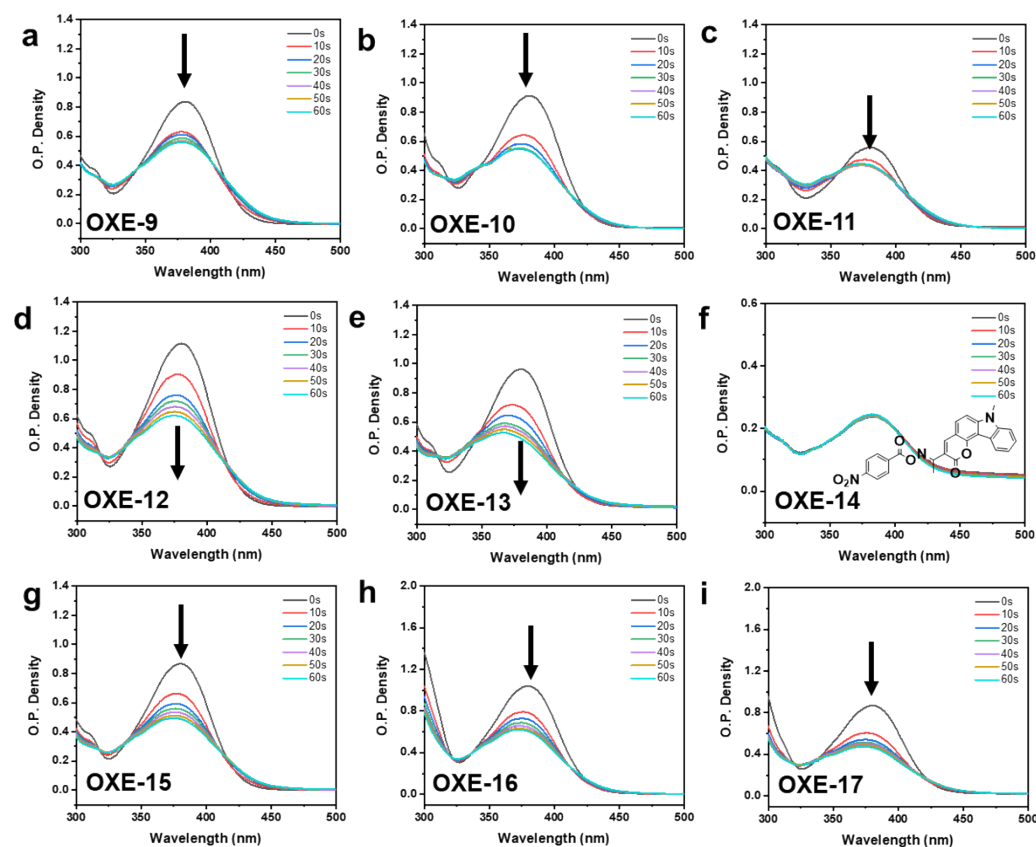 a
1.4
1.2
1.0
0.8
0.6
0.4
0.2
0.0
O.P. Density
0s
10s
20s
30s
40s
50s
60s
OXE-9
300 350 400 450 500
Wavelength (nm)
b
1.4
1.2
1.0
0.8
0.6
0.4
0.2
0.0
O.P. Density
0s
10s
20s
30s
40s
50s
60s
OXE-10
300 350 400 450 500
Wavelength (nm)
c
1.4
1.2
1.0
0.8
0.6
0.4
0.2
0.0
O.P. Density
0s
10s
20s
30s
40s
50s
60s
OXE-11
300 350 400 450 500
Wavelength (nm)
d
1.4
1.2
1.0
0.8
0.6
0.4
0.2
0.0
O.P. Density
0s
10s
20s
30s
40s
50s
60s
OXE-12
300 350 400 450 500
Wavelength (nm)
e
1.4
1.2
1.0
0.8
0.6
0.4
0.2
0.0
O.P. Density
0s
10s
20s
30s
40s
50s
60s
OXE-13
300 350 400 450 500
Wavelength (nm)
f
0.6
0.4
0.2
0.0
O.P. Density
0s
10s
20s
30s
40s
50s
60s
N
O
O
N
O
O
O₂N
OXE-14
300 350 400 450 500
Wavelength (nm)
g
1.4
1.2
1.0
0.8
0.6
0.4
0.2
0.0
O.P. Density
0s
10s
20s
30s
40s
50s
60s
OXE-15
300 350 400 450 500
Wavelength (nm)
h
2.0
1.6
1.2
0.8
0.4
0.0
O.P. Density
0s
10s
20s
30s
40s
50s
60s
OXE-16
300 350 400 450 500
Wavelength (nm)
i
2.0
1.6
1.2
0.8
0.4
0.0
O.P. Density
0s
10s
20s
30s
40s
50s
60s
OXE-17
300 350 400 450 500
Wavelength (nm)